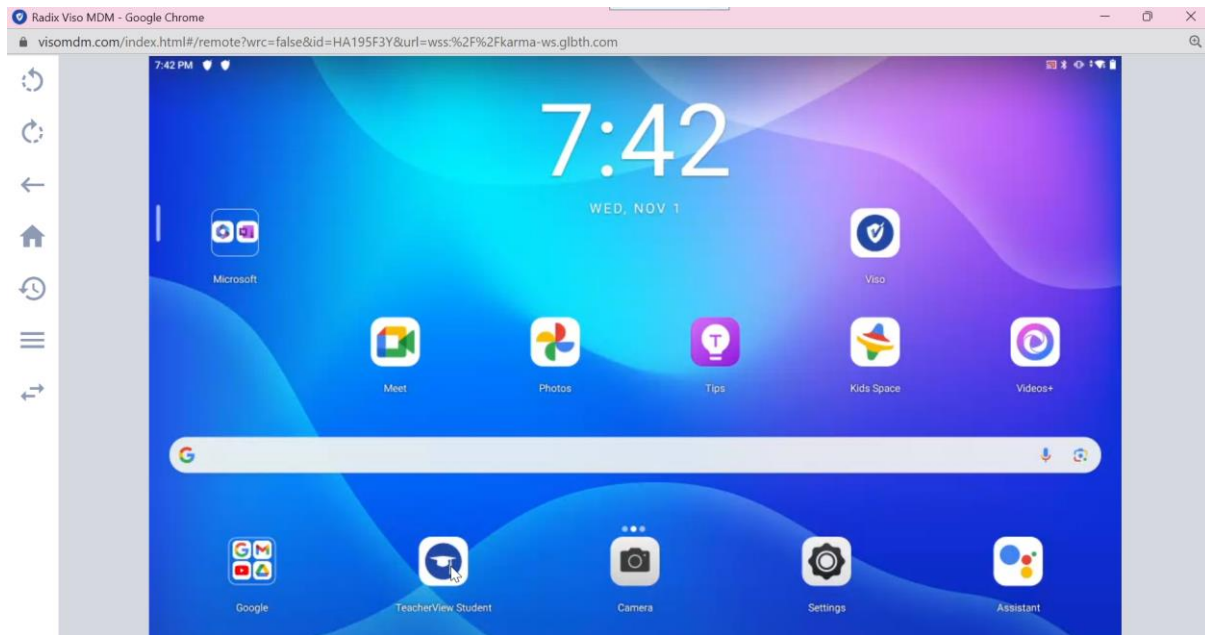 Radix Viso MDM - Google Chrome
visomdm.com/index.html#/remote?wrc=false&id=HA195F3Y&url=wss:%2F%2Fkarma-ws.glbth.com
7:42 PM
7:42
WED, NOV 1
Microsoft
Viso
Meet
Photos
T
Tips
Kids Space
Videos+
G
Google
TeacherView Student
Camera
Settings
Assistant